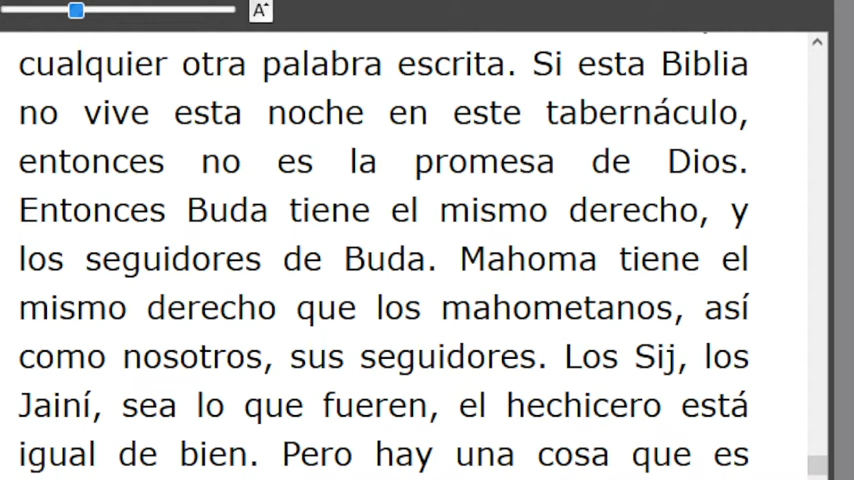 A
cualquier otra palabra escrita. Si esta Biblia
no vive esta noche en este tabernáculo,
entonces no es la promesa de Dios.
Entonces Buda tiene el mismo derecho, y
los seguidores de Buda. Mahoma tiene el
mismo derecho que los mahometanos, así
como nosotros, sus seguidores. Los Sij, los
Jainí, sea lo que fueren, el hechicero está
igual de bien. Pero hay una cosa que es